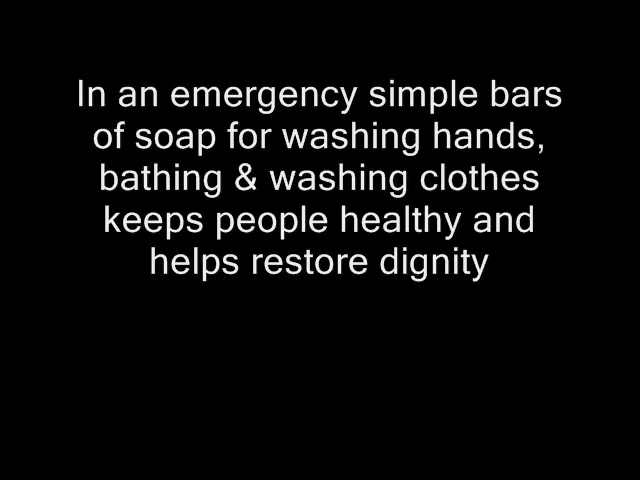 In an emergency simple bars
of soap for washing hands,
bathing & washing clothes
keeps people healthy and
helps restore dignity